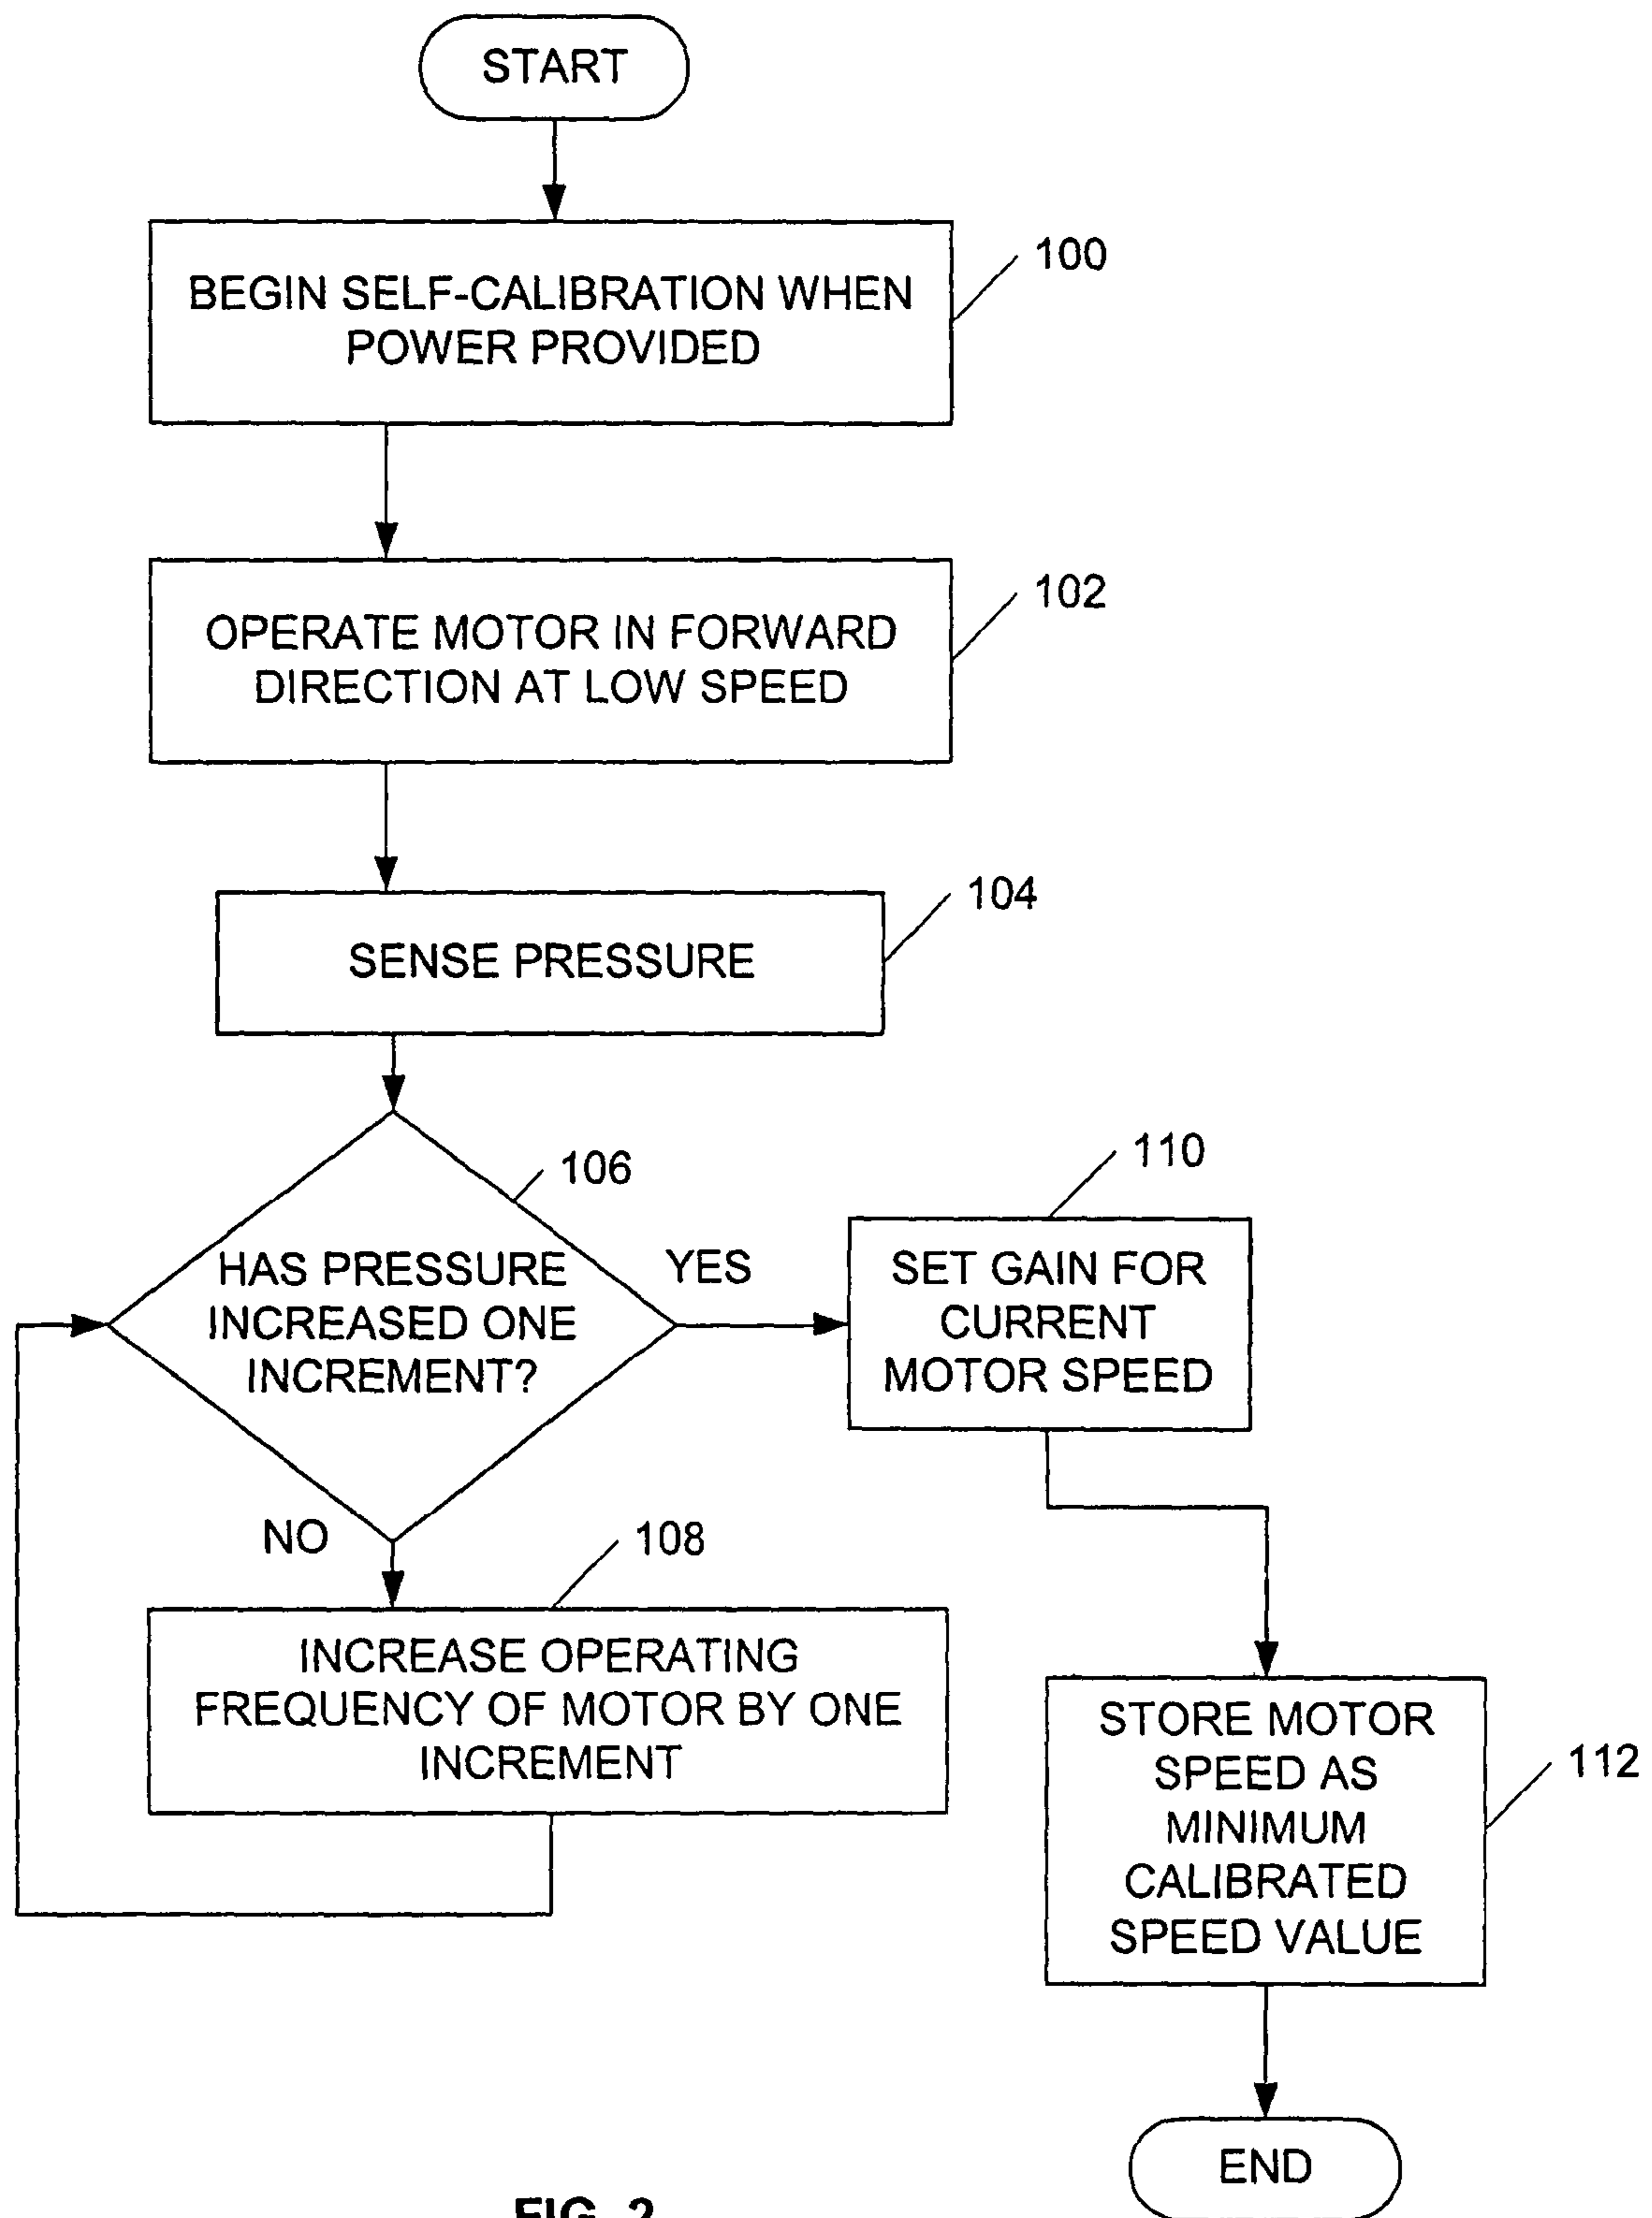 START
BEGIN SELF-CALIBRATION WHEN
POWER PROVIDED
100
OPERATE MOTOR IN FORWARD
DIRECTION AT LOW SPEED
102
SENSE PRESSURE
104
HAS PRESSURE
INCREASED ONE
INCREMENT?
106
YES
SET GAIN FOR
CURRENT
MOTOR SPEED
110
NO
INCREASE OPERATING
FREQUENCY OF MOTOR BY ONE
INCREMENT
108
STORE MOTOR
SPEED AS
MINIMUM
CALIBRATED
SPEED VALUE
112
END
FIG. 2